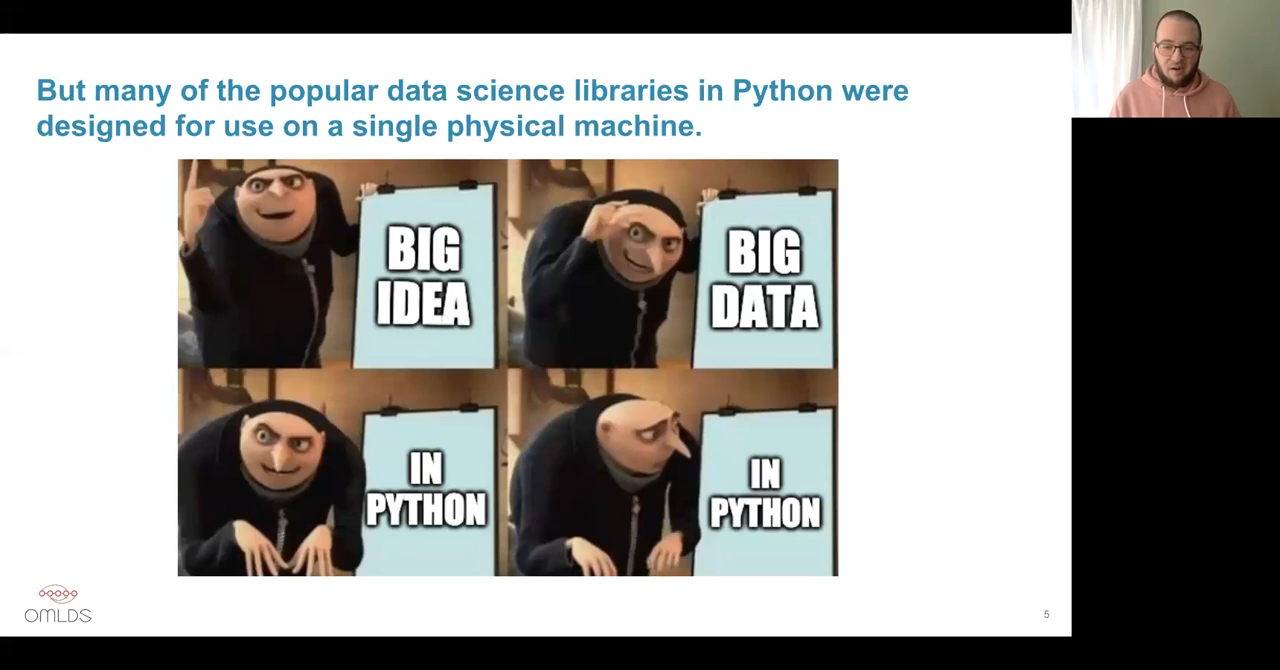 But many of the popular data science libraries in Python were
designed for use on a single physical machine.
BIG
IDEA
BIG
DATA
IN
PYTHON
IN
PYTHON
OMLDS
5